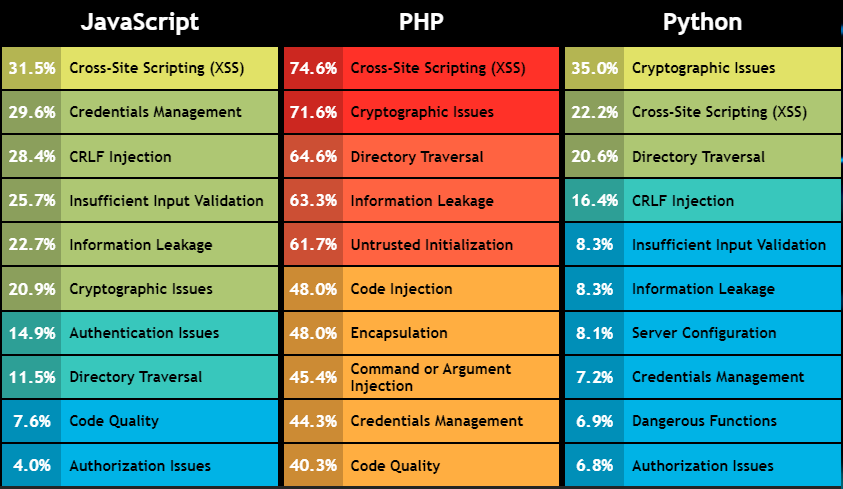 JavaScript PHP Python
31.5% Cross-Site Scripting (XSS) 74.6% Cross-Site Scripting (XSS) 35.0% Cryptographic Issues
29.6% Credentials Management 71.6% Cryptographic Issues 22.2% Cross-Site Scripting (XSS)
28.4% CRLF Injection 64.6% Directory Traversal 20.6% Directory Traversal
25.7% Insufficient Input Validation 63.3% Information Leakage 16.4% CRLF Injection
22.7% Information Leakage 61.7% Untrusted Initialization 8.3% Insufficient Input Validation
20.9% Cryptographic Issues 48.0% Code Injection 8.3% Information Leakage
14.9% Authentication Issues 48.0% Encapsulation 8.1% Server Configuration
11.5% Directory Traversal 45.4% Command or Argument
Injection 7.2% Credentials Management
7.6% Code Quality 44.3% Credentials Management 6.9% Dangerous Functions
4.0% Authorization Issues 40.3% Code Quality 6.8% Authorization Issues